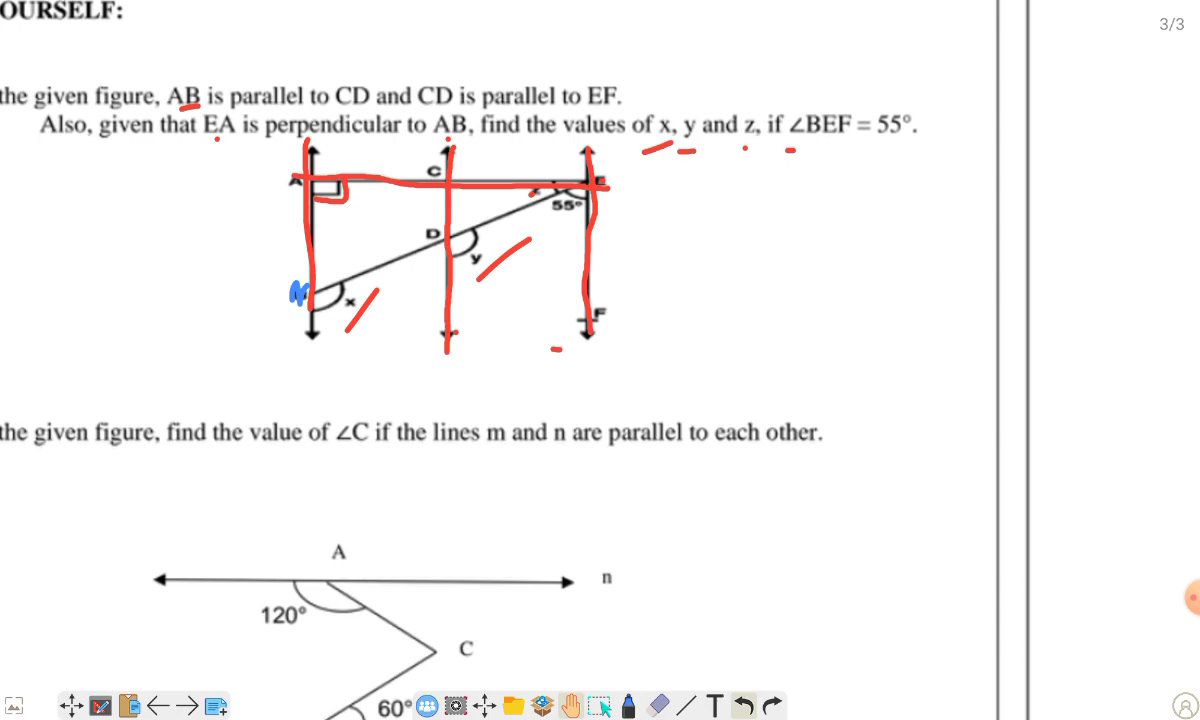 OURSELF:
3/3
the given figure, AB is parallel to CD and CD is parallel to EF.
Also, given that EA is perpendicular to AB, find the values of x, y and z, if ∠BEF = 55°.
A
C
E
z
55°
D
y
x
F
the given figure, find the value of ∠C if the lines m and n are parallel to each other.
A
n
120°
C
60°
T